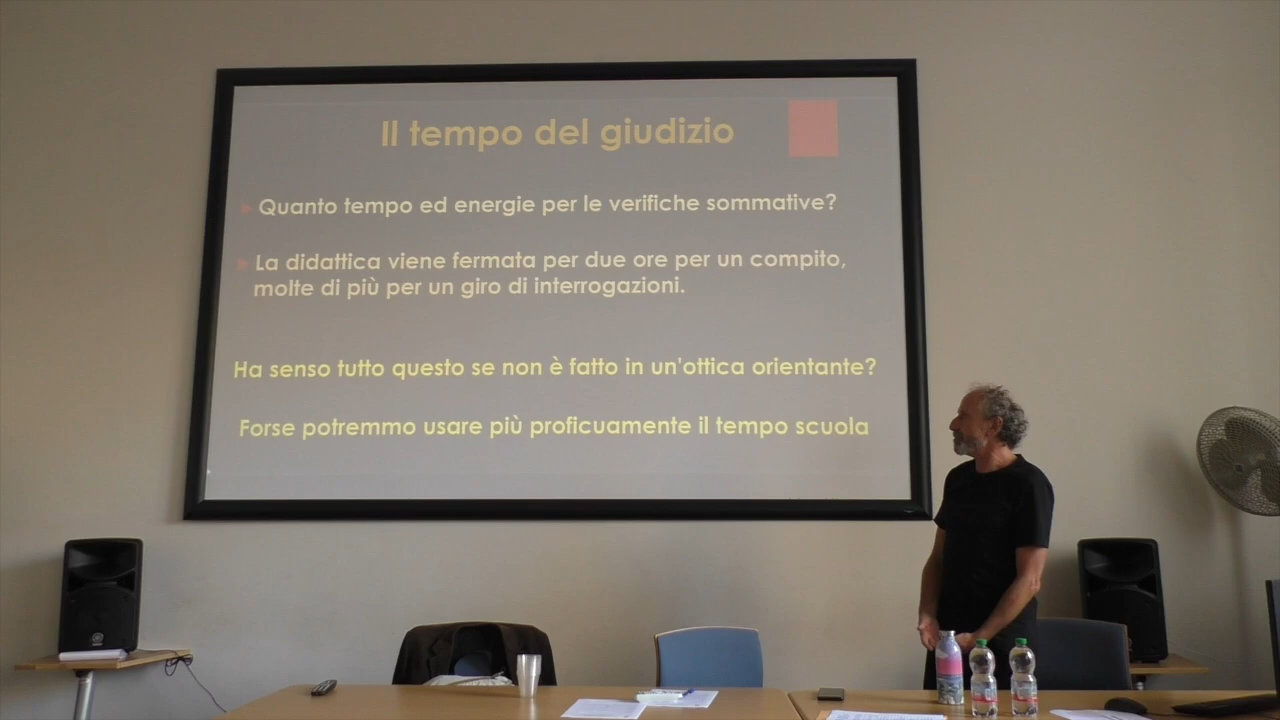 Il tempo del giudizio
Quanto tempo ed energie per le verifiche sommative?
La didattica viene fermata per due ore per un compito,
molte di più per un giro di interrogazioni.
Ha senso tutto questo se non è fatto in un'ottica orientante?
Forse potremmo usare più proficuamente il tempo scuola